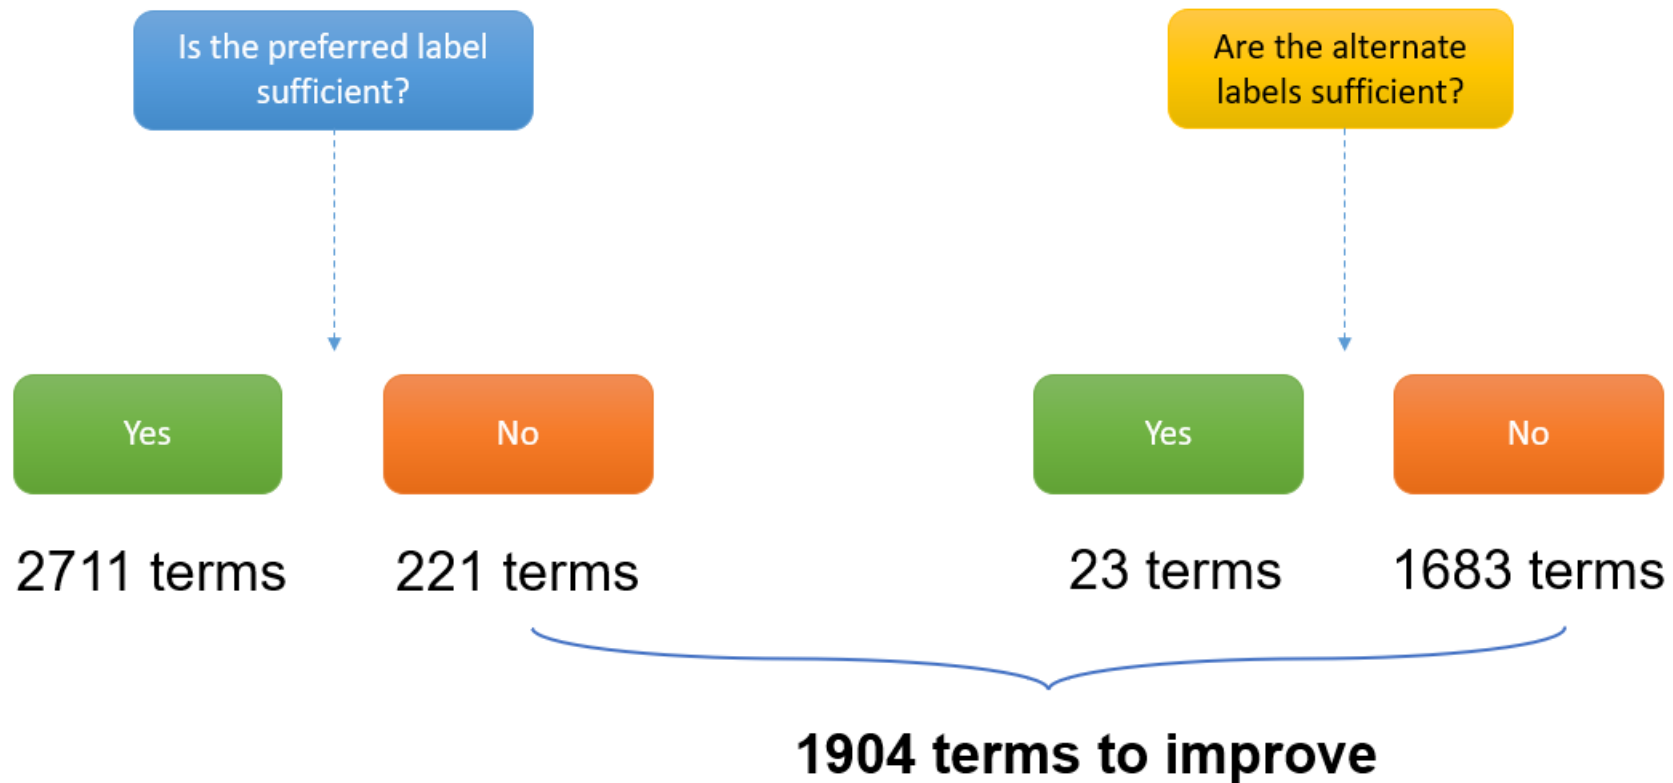 Is the preferred label
sufficient?
Are the alternate
labels sufficient?
Yes
No
Yes
No
2711 terms
221 terms
23 terms
1683 terms
1904 terms to improve